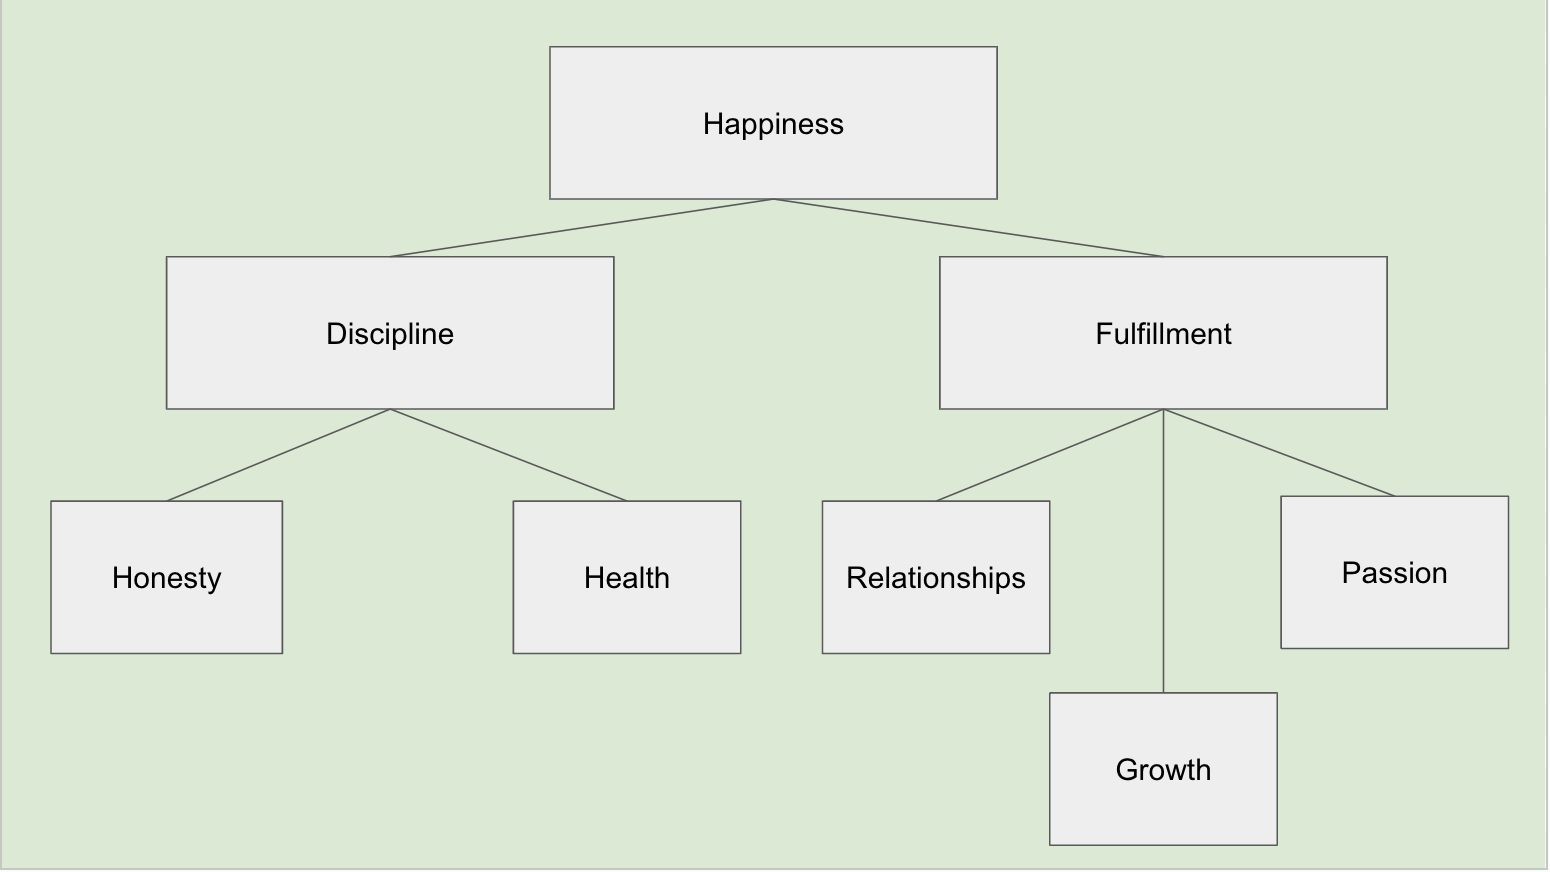 Happiness
Discipline
Fulfillment
Honesty
Health
Relationships
Passion
Growth